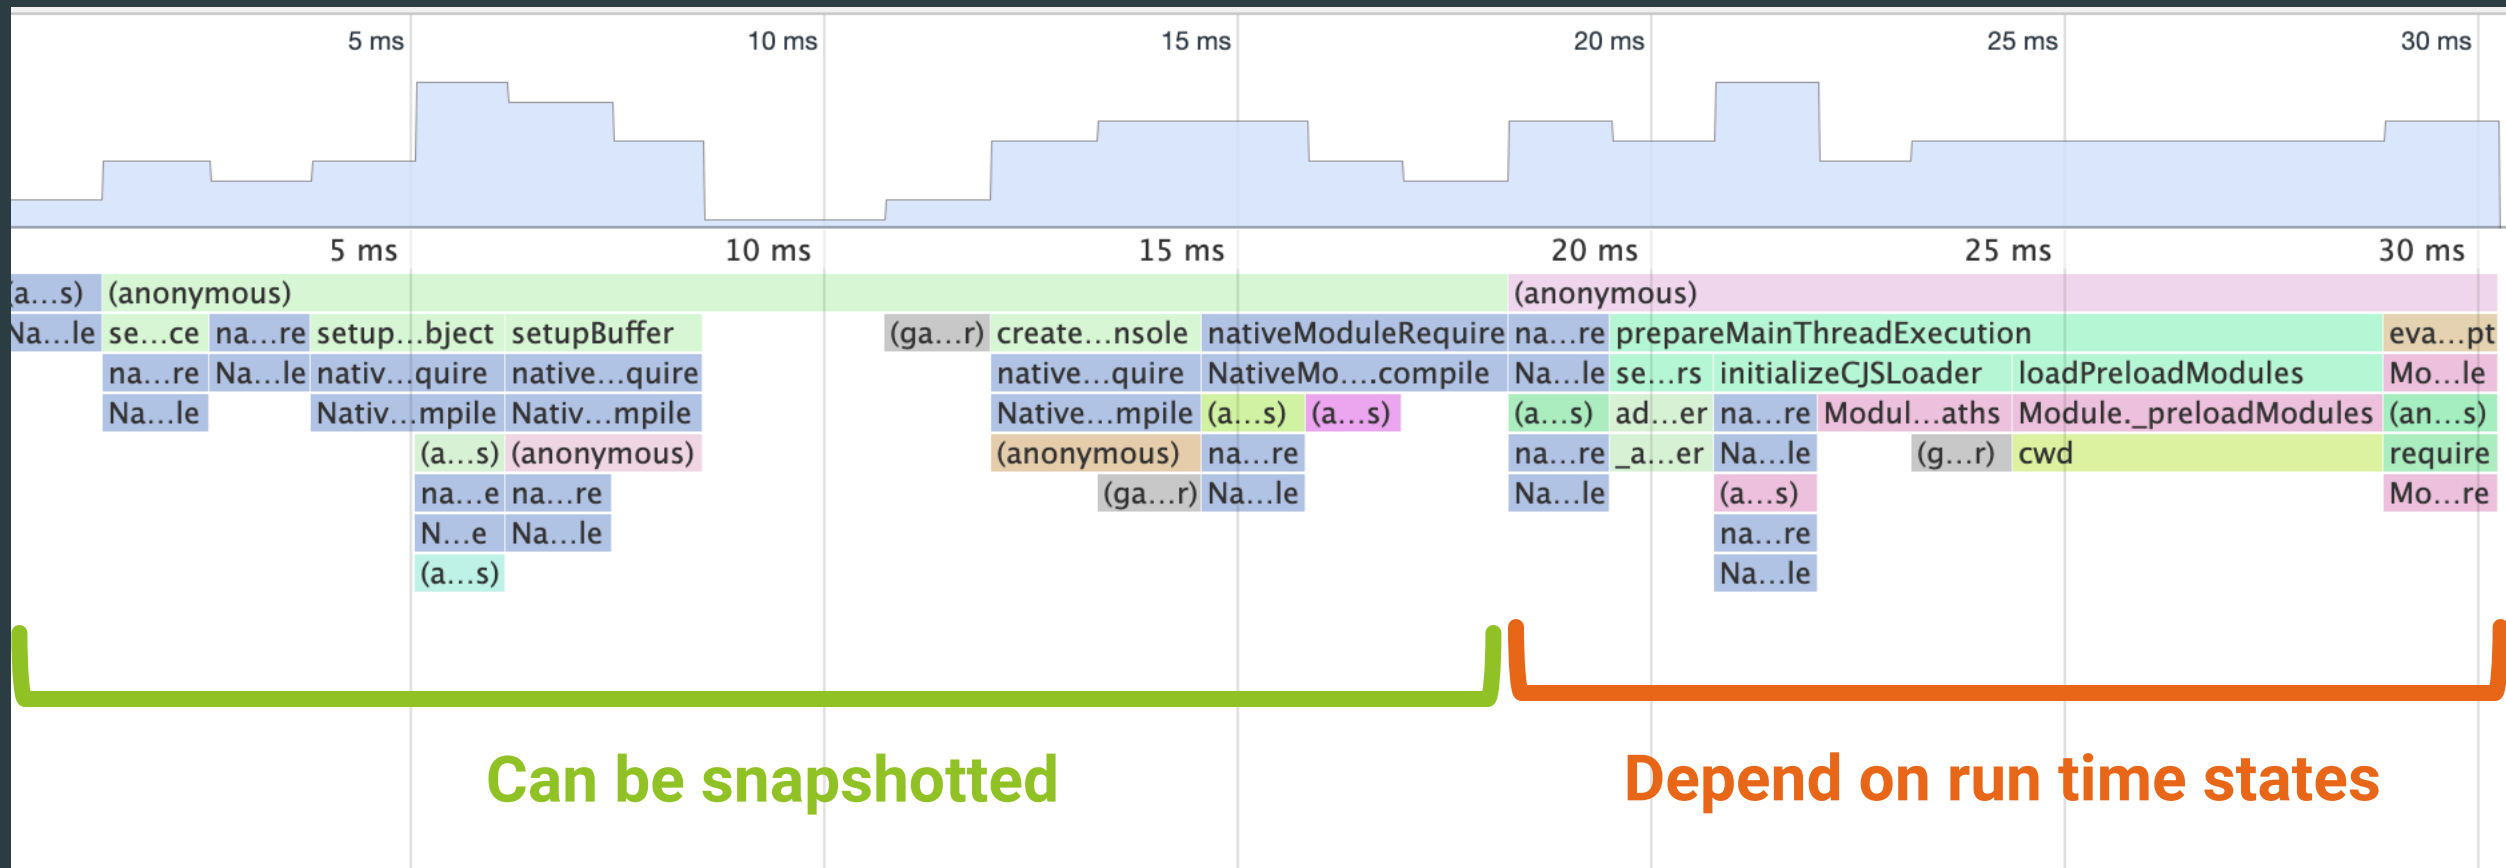 5 ms 10 ms 15 ms 20 ms 25 ms 30 ms
5 ms 10 ms 15 ms 20 ms 25 ms 30 ms
(a...s) (anonymous) (anonymous)
Na...le se...ce na...re setup...bject setupBuffer (ga...r) create...nsole nativeModuleRequire na...re prepareMainThreadExecution eva...pt
na...re Na...le nativ...quire native...quire native...quire NativeMo....compile Na...le se...rs initializeCJSLoader loadPreloadModules Mo...le
Na...le Nativ...mpile Nativ...mpile Native...mpile (a...s) (a...s) (a...s) ad...er na...re Modul...aths Module._preloadModules (an...s)
(a...s) (anonymous) (anonymous) na...re na...re _a...er Na...le (g...r) cwd require
na...e na...re (ga...r) Na...le Na...le (a...s) Mo...re
N...e Na...le na...re
(a...s) Na...le
Can be snapshotted Depend on run time states